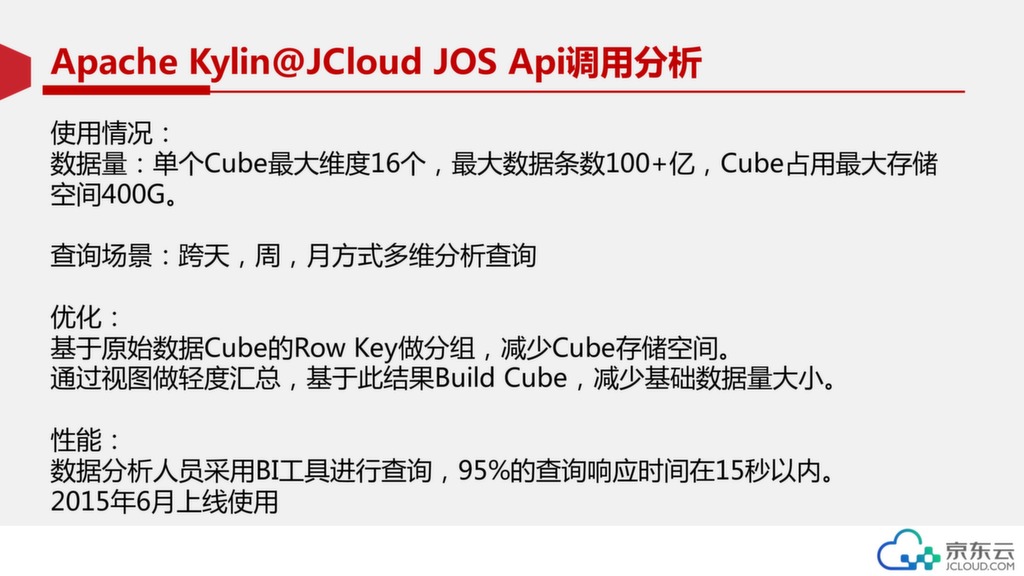 Apache Kylin@JCloud JOS Api调用分析
使用情况：
数据量：单个Cube最大维度16个，最大数据条数100+亿，Cube占用最大存储
空间400G。
查询场景：跨天，周，月方式多维分析查询
优化：
基于原始数据Cube的Row Key做分组，减少Cube存储空间。
通过视图做轻度汇总，基于此结果Build Cube，减少基础数据量大小。
性能：
数据分析人员采用BI工具进行查询，95%的查询响应时间在15秒以内。
2015年6月上线使用
京东云
JCLOUD.COM